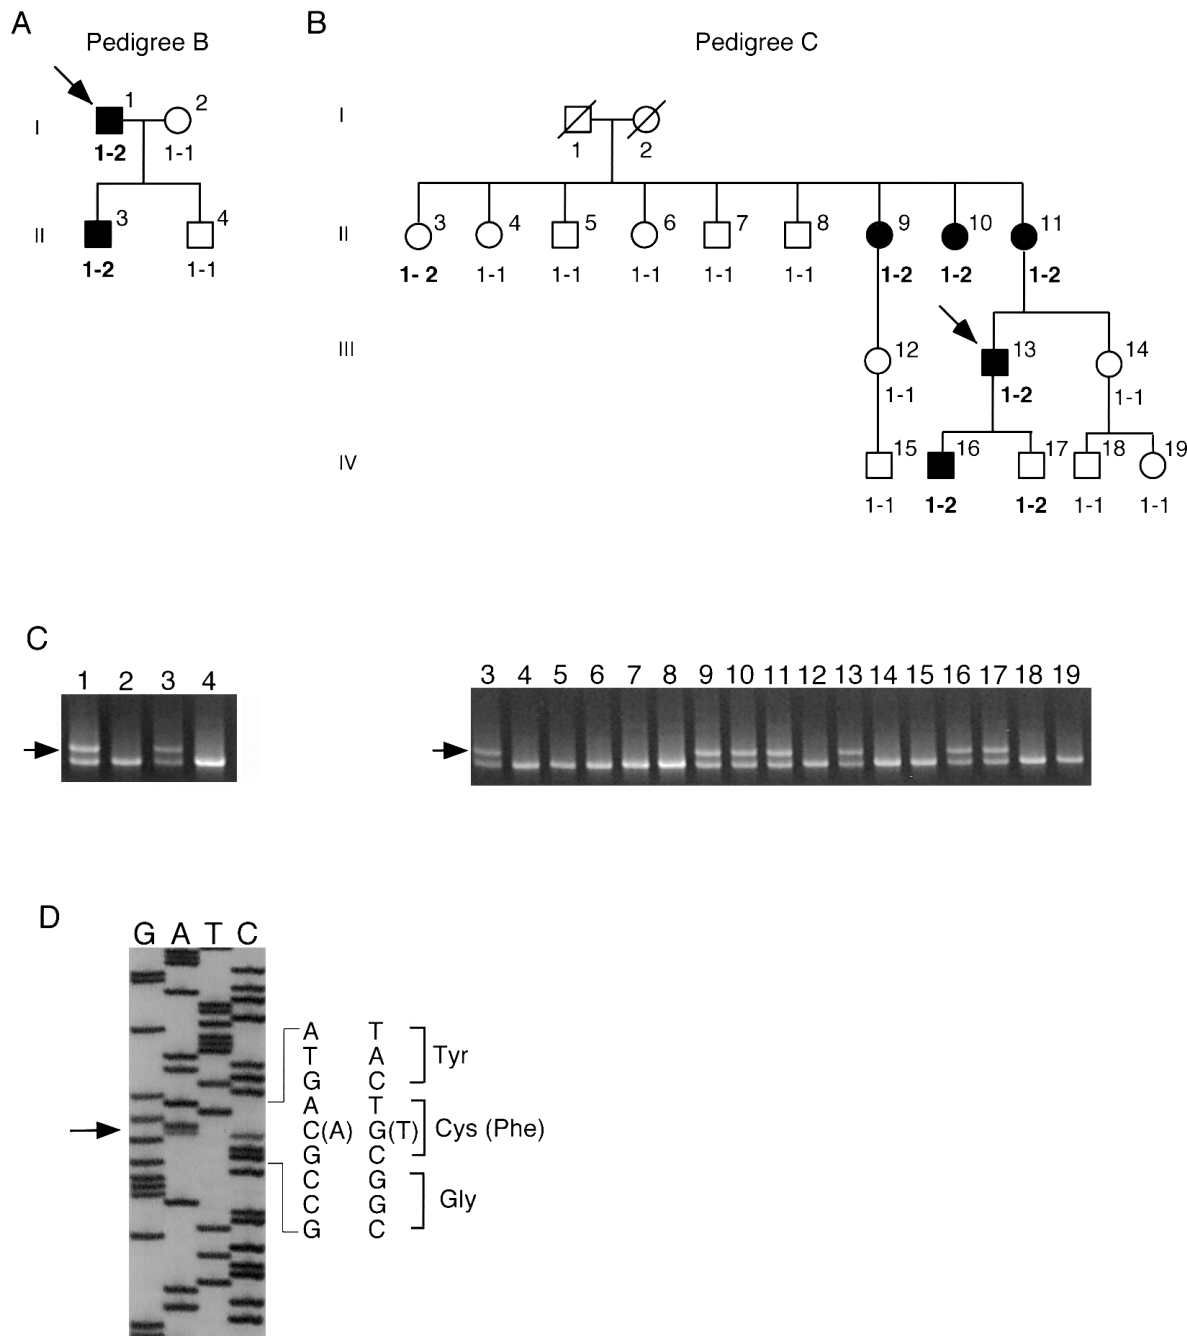 A
Pedigree B
B
Pedigree C
I
1
2
1-2
1-1
II
3
4
1-2
1-1
I
1
2
II
3
4
5
6
7
8
9
10
11
1-2
1-1
1-1
1-1
1-1
1-1
1-2
1-2
1-2
III
12
13
14
1-1
1-2
1-1
IV
15
16
17
18
19
1-1
1-2
1-2
1-1
1-1
C
1 2 3 4
3 4 5 6 7 8 9 10 11 12 13 14 15 16 17 18 19
D
G A T C
A T
T A Tyr
G C
A T
C(A) G(T) Cys (Phe)
G C
C G
C G Gly
G C